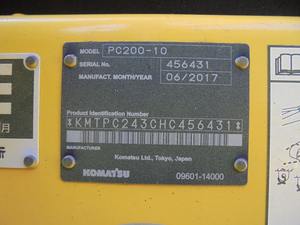 MODEL PC200-10
SERIAL No. 456431
MANUFACT. MONTH/YEAR 06/2017
Product Identification Number
*KMTPC243CHC456431*
Komatsu Ltd., Tokyo, Japan
KOMATSU 09601-14000
月